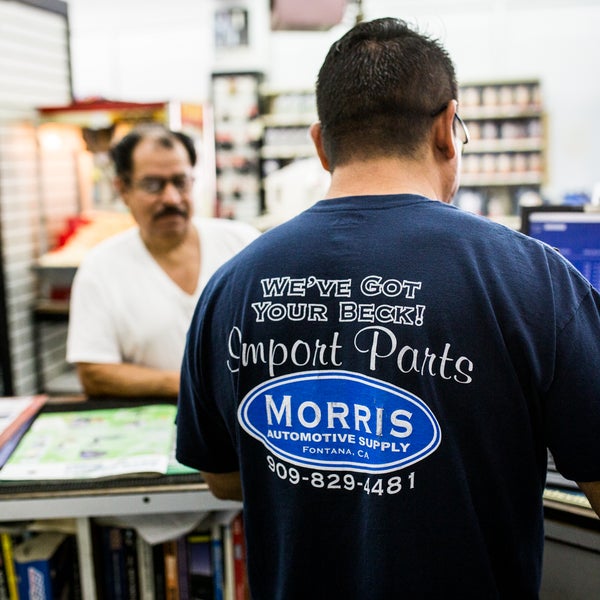 WE'VE GOT
YOUR BECK!
Import Parts
MORRIS
AUTOMOTIVE SUPPLY
FONTANA, CA
909-829-4481